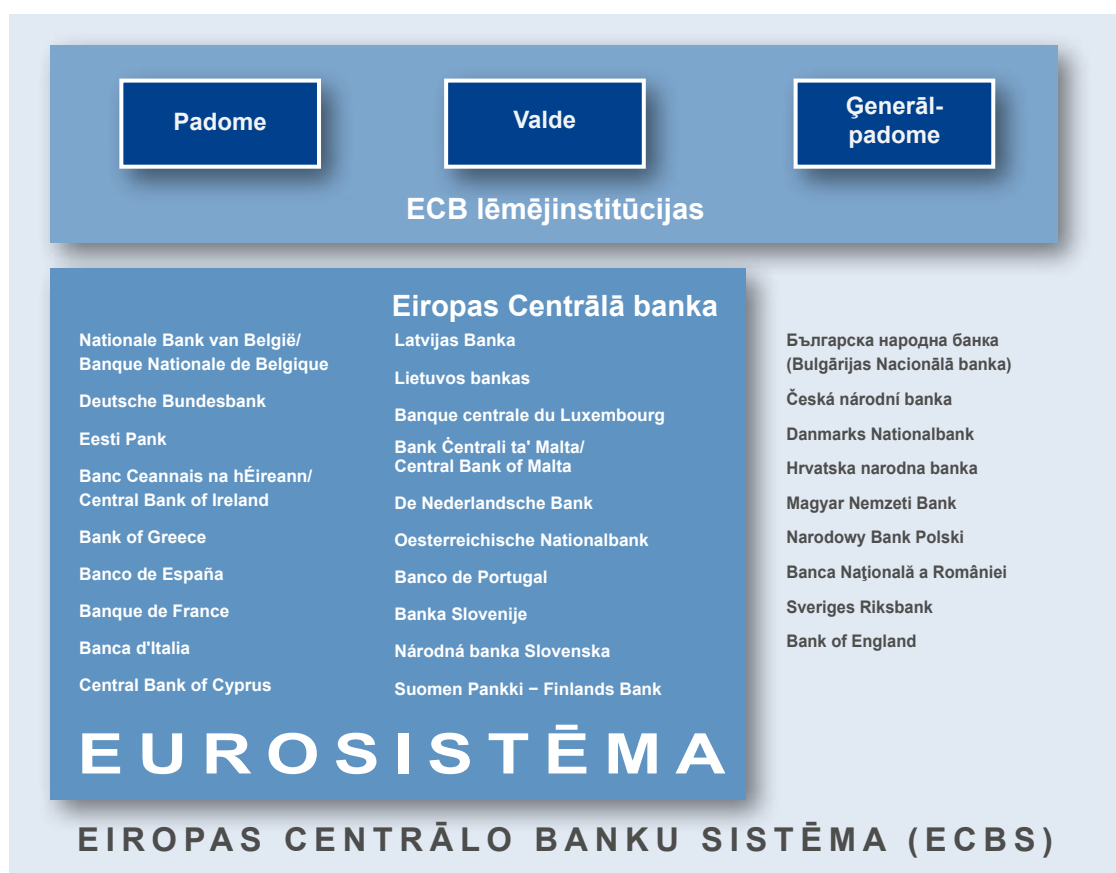 Padome
Valde
Ģenerāl-
padome
ECB lēmējinstitūcijas
Eiropas Centrālā banka
Nationale Bank van België/
Banque Nationale de Belgique
Deutsche Bundesbank
Eesti Pank
Banc Ceannais na hÉireann/
Central Bank of Ireland
Bank of Greece
Banco de España
Banque de France
Banca d'Italia
Central Bank of Cyprus
Latvijas Banka
Lietuvos bankas
Banque centrale du Luxembourg
Bank Ċentrali ta' Malta/
Central Bank of Malta
De Nederlandsche Bank
Oesterreichische Nationalbank
Banco de Portugal
Banka Slovenije
Národná banka Slovenska
Suomen Pankki − Finlands Bank
EUROSISTĒMA
Българска народна банка
(Bulgārijas Nacionālā banka)
Česká národní banka
Danmarks Nationalbank
Hrvatska narodna banka
Magyar Nemzeti Bank
Narodowy Bank Polski
Banca Naţională a României
Sveriges Riksbank
Bank of England
EIROPAS CENTRĀLO BANKU SISTĒMA (ECBS)